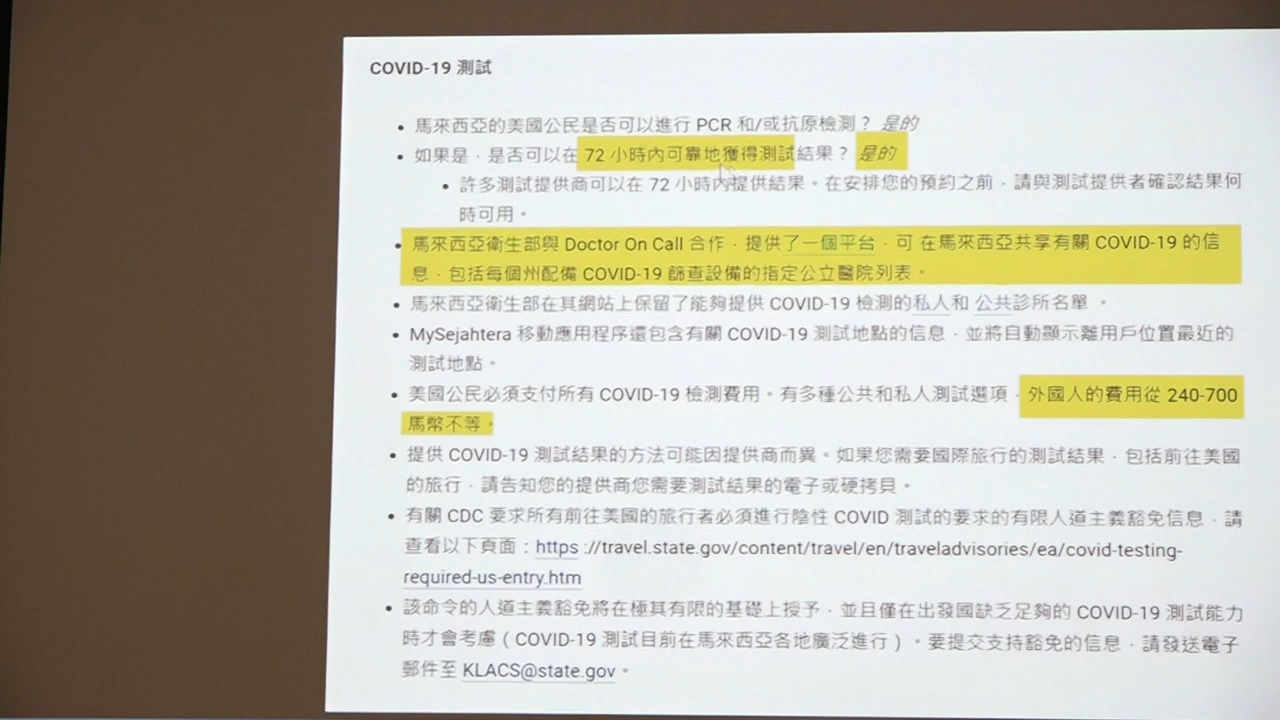 COVID-19 測試
• 馬來西亞的美國公民是否可以進行 PCR 和/或抗原檢測？是的
• 如果是，是否可以在 72 小時內可靠地獲得測試結果？ 是的
• 許多測試提供商可以在 72 小時內提供結果。在安排您的預約之前，請與測試提供者確認結果何
時可用。
• 馬來西亞衛生部與 Doctor On Call 合作，提供了一個平台，可 在馬來西亞共享有關 COVID-19 的信
息，包括每個州配備 COVID-19 篩查設備的指定公立醫院列表。
• 馬來西亞衛生部在其網站上保留了能夠提供 COVID-19 檢測的私人和 公共診所名單 。
• MySejahtera 移動應用程序還包含有關 COVID-19 測試地點的信息，並將自動顯示離用戶位置最近的
測試地點。
• 美國公民必須支付所有 COVID-19 檢測費用。有多種公共和私人測試選項，外國人的費用從 240-700
馬幣不等。
• 提供 COVID-19 測試結果的方法可能因提供商而異。如果您需要國際旅行的測試結果，包括前往美國
的旅行，請告知您的提供商您需要測試結果的電子或硬拷貝。
• 有關 CDC 要求所有前往美國的旅行者必須進行陰性 COVID 測試的要求的有限人道主義豁免信息，請
查看以下頁面：https ://travel.state.gov/content/travel/en/traveladvisories/ea/covid-testing-
required-us-entry.htm
• 該命令的人道主義豁免將在極其有限的基礎上授予，並且僅在出發國缺乏足夠的 COVID-19 測試能力
時才會考慮（COVID-19 測試目前在馬來西亞各地廣泛進行）。要提交支持豁免的信息，請發送電子
郵件至 KLACS@state.gov。